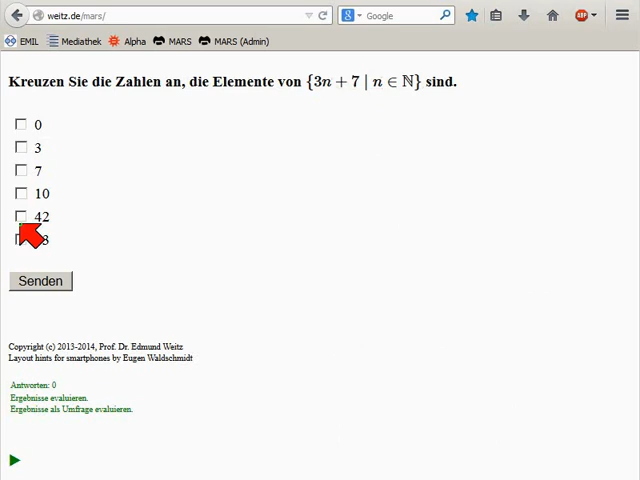 weitz.de/mars/
Google
EMIL
Mediathek
Alpha
MARS
MARS (Admin)
Kreuzen Sie die Zahlen an, die Elemente von {3n + 7 | n ∈ ℕ} sind.
0
3
7
10
42
Senden
Copyright (c) 2013-2014, Prof. Dr. Edmund Weitz
Layout hints for smartphones by Eugen Waldschmidt
Antworten: 0
Ergebnisse evaluieren.
Ergebnisse als Umfrage evaluieren.